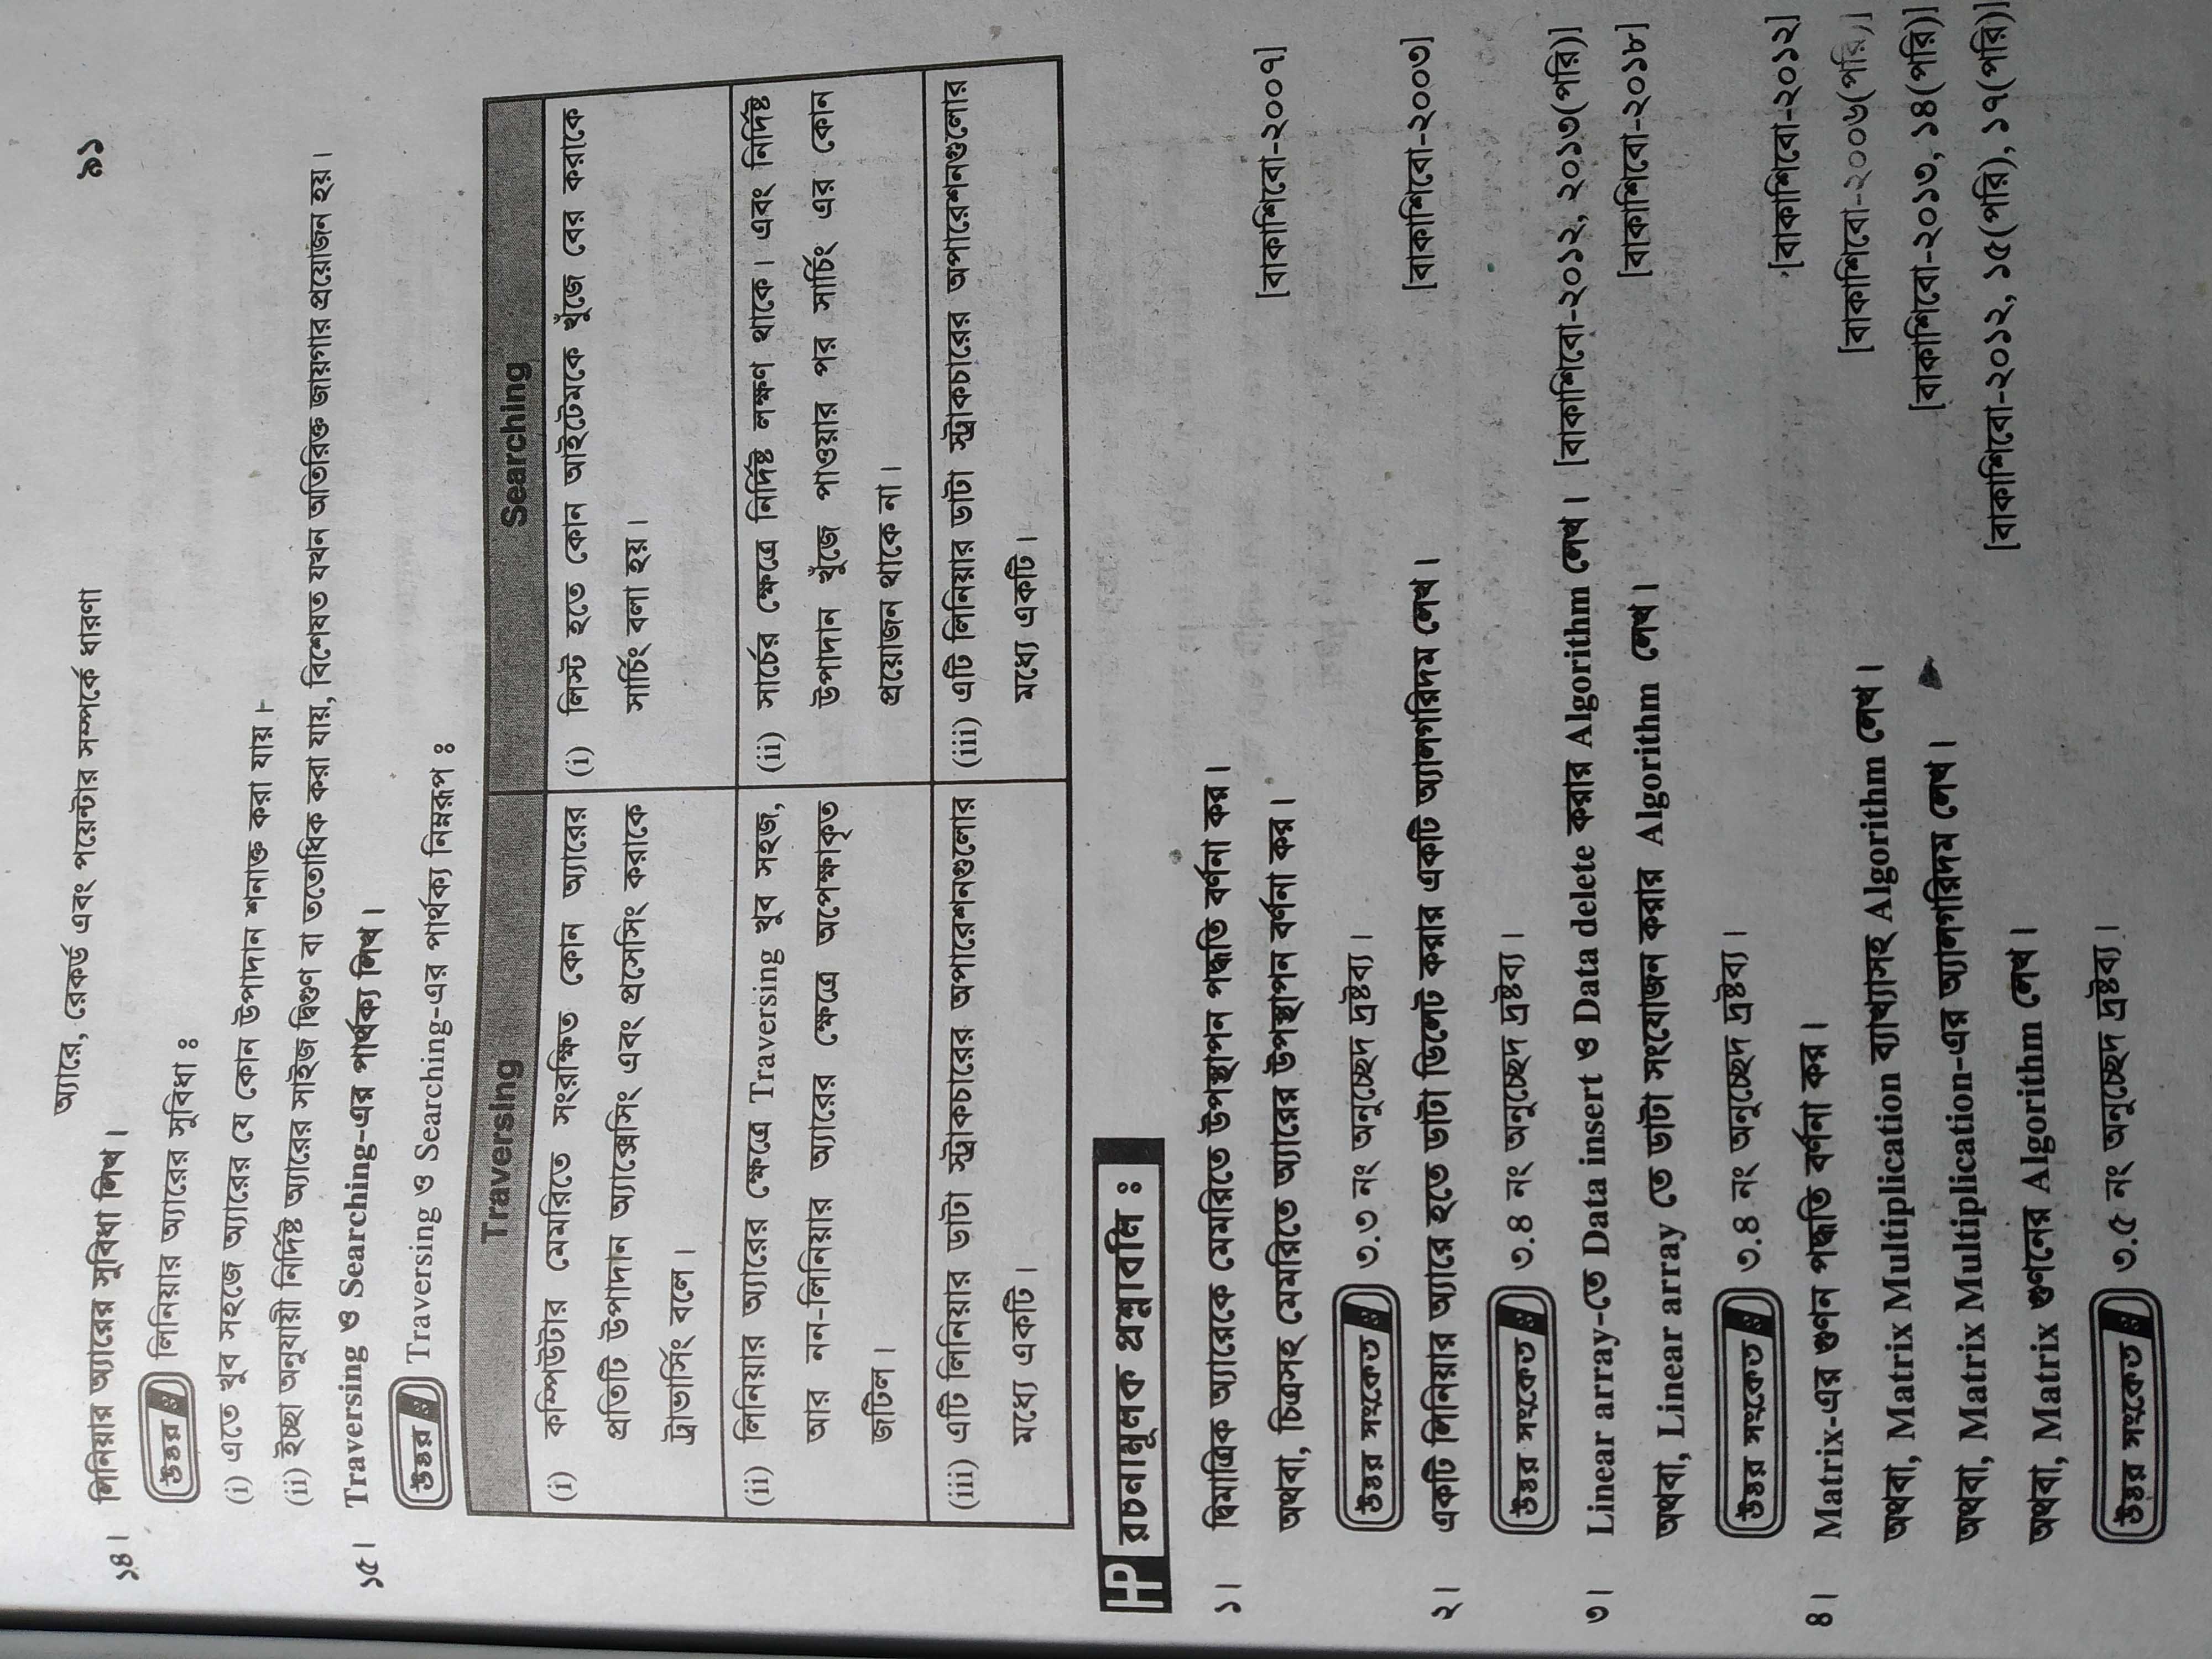 অ্যারে, রেকর্ড এবং পয়েন্টার সম্পর্কে ধারণা ৯১
১৪। লিনিয়ার অ্যারের সুবিধা লিখ।
উত্তর ঃ লিনিয়ার অ্যারের সুবিধা ঃ
(i) এতে খুব সহজে অ্যারের যে কোন উপাদান শনাক্ত করা যায়।
(ii) ইচ্ছা অনুযায়ী নির্দিষ্ট অ্যারের সাইজ দ্বিগুণ বা ততোধিক করা যায়, বিশেষত যখন অতিরিক্ত জায়গার প্রয়োজন হয়।
১৫। Traversing ও Searching-এর পার্থক্য লিখ।
উত্তর ঃ Traversing ও Searching-এর পার্থক্য নিম্নরূপ ঃ
Traversing Searching
(i) কম্পিউটার মেমরিতে সংরক্ষিত কোন অ্যারের
প্রতিটি উপাদান অ্যাক্সেসিং এবং প্রসেসিং করাকে
ট্রাভার্সিং বলে।
(i) লিস্ট হতে কোন আইটেমকে খুঁজে বের করাকে
সার্চিং বলা হয়।
(ii) লিনিয়ার অ্যারের ক্ষেত্রে Traversing খুব সহজ,
আর নন-লিনিয়ার অ্যারের ক্ষেত্রে অপেক্ষাকৃত
জটিল।
(ii) সার্চের ক্ষেত্রে নির্দিষ্ট লক্ষণ থাকে। এবং নির্দিষ্ট
উপাদান খুঁজে পাওয়ার পর সার্চিং এর কোন
প্রয়োজন থাকে না।
(iii) এটি লিনিয়ার ডাটা স্ট্রাকচারের অপারেশনগুলোর
মধ্যে একটি।
(iii) এটি লিনিয়ার ডাটা স্ট্রাকচারের অপারেশনগুলোর
মধ্যে একটি।
HP রচনামূলক প্রশ্নাবলি ঃ
১। দ্বিমাত্রিক অ্যারেকে মেমরিতে উপস্থাপন পদ্ধতি বর্ণনা কর।
অথবা, চিত্রসহ মেমরিতে অ্যারের উপস্থাপন বর্ণনা কর। [বাকাশিবো-২০০৭]
উত্তর সংকেত ঃ ৩.৩ নং অনুচ্ছেদ দ্রষ্টব্য।
২। একটি লিনিয়ার অ্যারে হতে ডাটা ডিলেট করার একটি অ্যালগরিদম লেখ। [বাকাশিবো-২০০৩]
উত্তর সংকেত ঃ ৩.৪ নং অনুচ্ছেদ দ্রষ্টব্য।
৩। Linear array-তে Data insert ও Data delete করার Algorithm লেখ। [বাকাশিবো-২০১২, ২০১৩(পরি)]
অথবা, Linear array তে ডাটা সংযোজন করার Algorithm লেখ। [বাকাশিবো-২০১৮]
উত্তর সংকেত ঃ ৩.৪ নং অনুচ্ছেদ দ্রষ্টব্য।
৪। Matrix-এর গুণন পদ্ধতি বর্ণনা কর। [বাকাশিবো-২০১২]
অথবা, Matrix Multiplication ব্যাখ্যাসহ Algorithm লেখ। [বাকাশিবো-২০০৬(পরি)]
অথবা, Matrix Multiplication-এর অ্যালগরিদম লেখ। [বাকাশিবো-২০১৩, ১৪(পরি)]
অথবা, Matrix গুণনের Algorithm লেখ। [বাকাশিবো-২০১২, ১৫(পরি), ১৭(পরি)]
উত্তর সংকেত ঃ ৩.৫ নং অনুচ্ছেদ দ্রষ্টব্য।